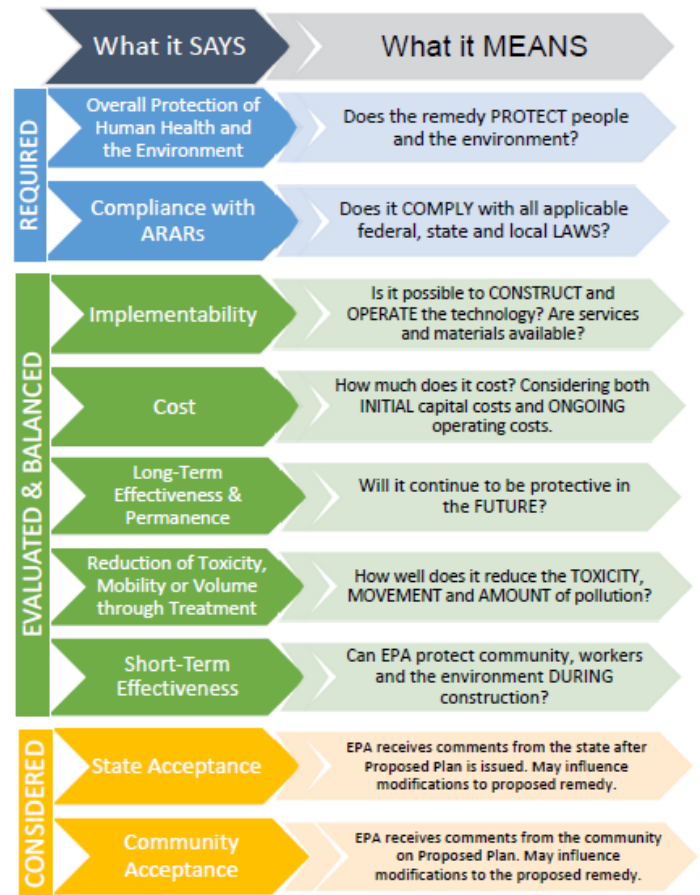 What it SAYS
What it MEANS
REQUIRED
Overall Protection of
Human Health and
the Environment
Does the remedy PROTECT people
and the environment?
Compliance with
ARARs
Does it COMPLY with all applicable
federal, state and local LAWS?
EVALUATED & BALANCED
Implementability
Is it possible to CONSTRUCT and
OPERATE the technology? Are services
and materials available?
Cost
How much does it cost? Considering both
INITIAL capital costs and ONGOING
operating costs.
Long-Term
Effectiveness &
Permanence
Will it continue to be protective in
the FUTURE?
Reduction of Toxicity,
Mobility or Volume
through Treatment
How well does it reduce the TOXICITY,
MOVEMENT and AMOUNT of pollution?
Short-Term
Effectiveness
Can EPA protect community, workers
and the environment DURING
construction?
CONSIDERED
State Acceptance
EPA receives comments from the state after
Proposed Plan is issued. May influence
modifications to proposed remedy.
Community
Acceptance
EPA receives comments from the community
on Proposed Plan. May influence
modifications to the proposed remedy.